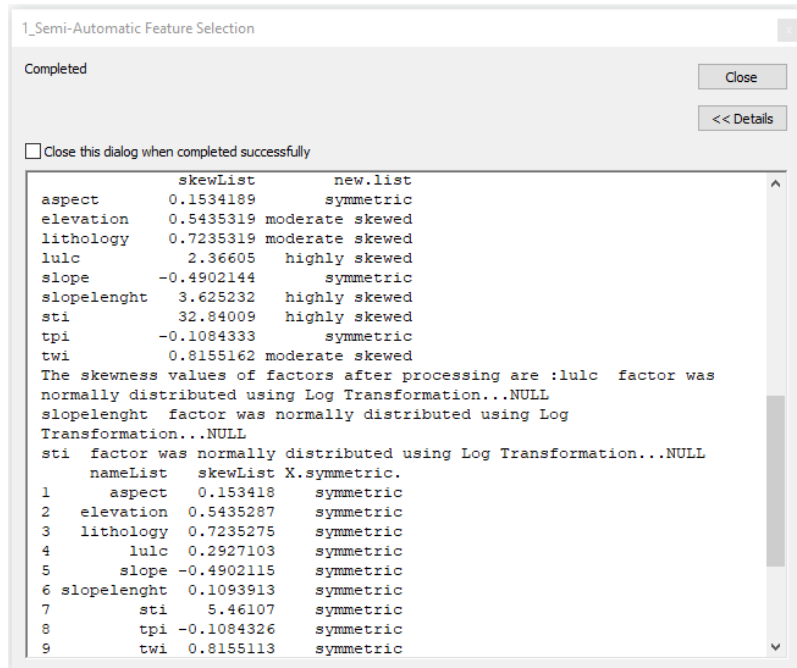 1_Semi-Automatic Feature Selection
x
Completed
Close
<< Details
Close this dialog when completed successfully
skewList new.list
aspect 0.1534189 symmetric
elevation 0.5435319 moderate skewed
lithology 0.7235319 moderate skewed
lulc 2.36605 highly skewed
slope -0.4902144 symmetric
slopelenght 3.625232 highly skewed
sti 32.84009 highly skewed
tpi -0.1084333 symmetric
twi 0.8155162 moderate skewed
The skewness values of factors after processing are :lulc factor was
normally distributed using Log Transformation...NULL
slopelenght factor was normally distributed using Log
Transformation...NULL
sti factor was normally distributed using Log Transformation...NULL
nameList skewList X.symmetric.
1 aspect 0.153418 symmetric
2 elevation 0.5435287 symmetric
3 lithology 0.7235275 symmetric
4 lulc 0.2927103 symmetric
5 slope -0.4902115 symmetric
6 slopelenght 0.1093913 symmetric
7 sti 5.46107 symmetric
8 tpi -0.1084326 symmetric
9 twi 0.8155113 symmetric